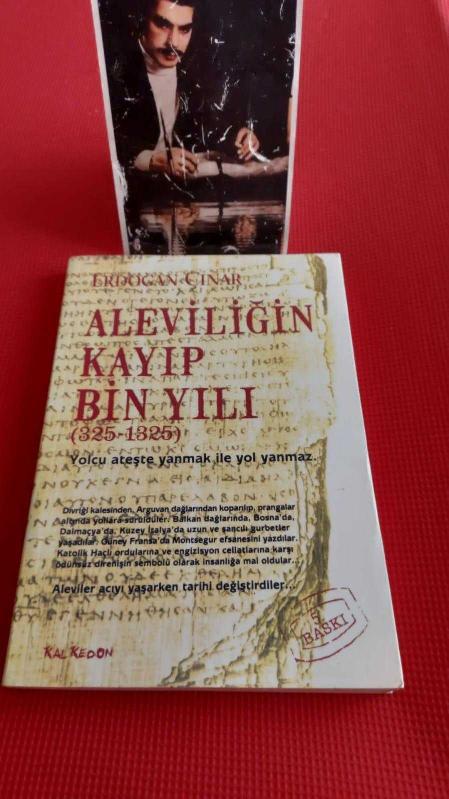 ERDOĞAN ÇINAR
ALEVİLİĞİN
KAYIP
BİN YILI
(325-1325)
Yolcu ateşte yanmak ile yol yanmaz.
Divriği kalesinden, Arguvan dağlarından kopanlıp, prangalar
altında yollara sürüldüler. Balkan dağlarında, Bosna'da,
Dalmaçya'da, Kuzey İtalya'da uzun ve sancılı gurbetler
yaşadılar. Güney Fransa'da Montsegur efsanesini yazdılar.
Katolik Haçlı ordularına ve engizisyon cellatlarına karşı
ödünsüz direnişin sembolü olarak insanlığa mal oldular...
Aleviler acıyı yaşarken tarihi değiştirdiler...
5.
BASKI
KALKEDON